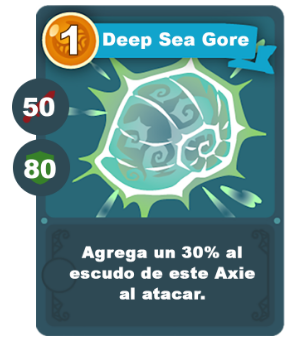 1 Deep Sea Gore
50
80
Agrega un 30% al
escudo de este Axie
al atacar.